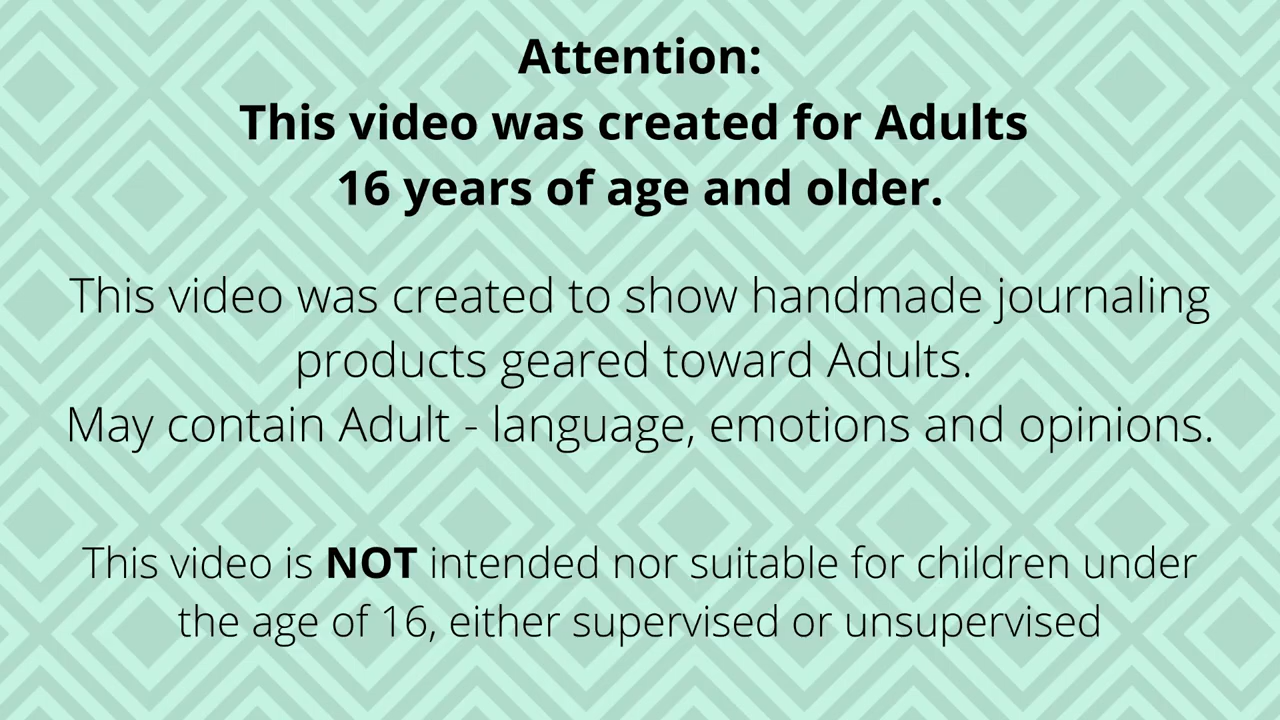 Attention:
This video was created for Adults
16 years of age and older.
This video was created to show handmade journaling
products geared toward Adults.
May contain Adult - language, emotions and opinions.
This video is NOT intended nor suitable for children under
the age of 16, either supervised or unsupervised